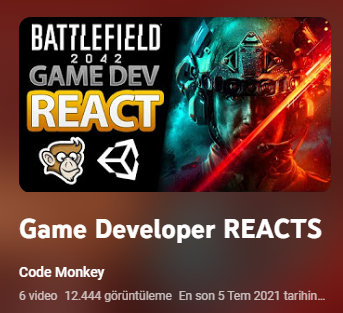 BATTLEFIELD
2042
GAME DEV
REACT
Game Developer REACTS
Code Monkey
6 video 12.444 görüntüleme En son 5 Tem 2021 tarihin...